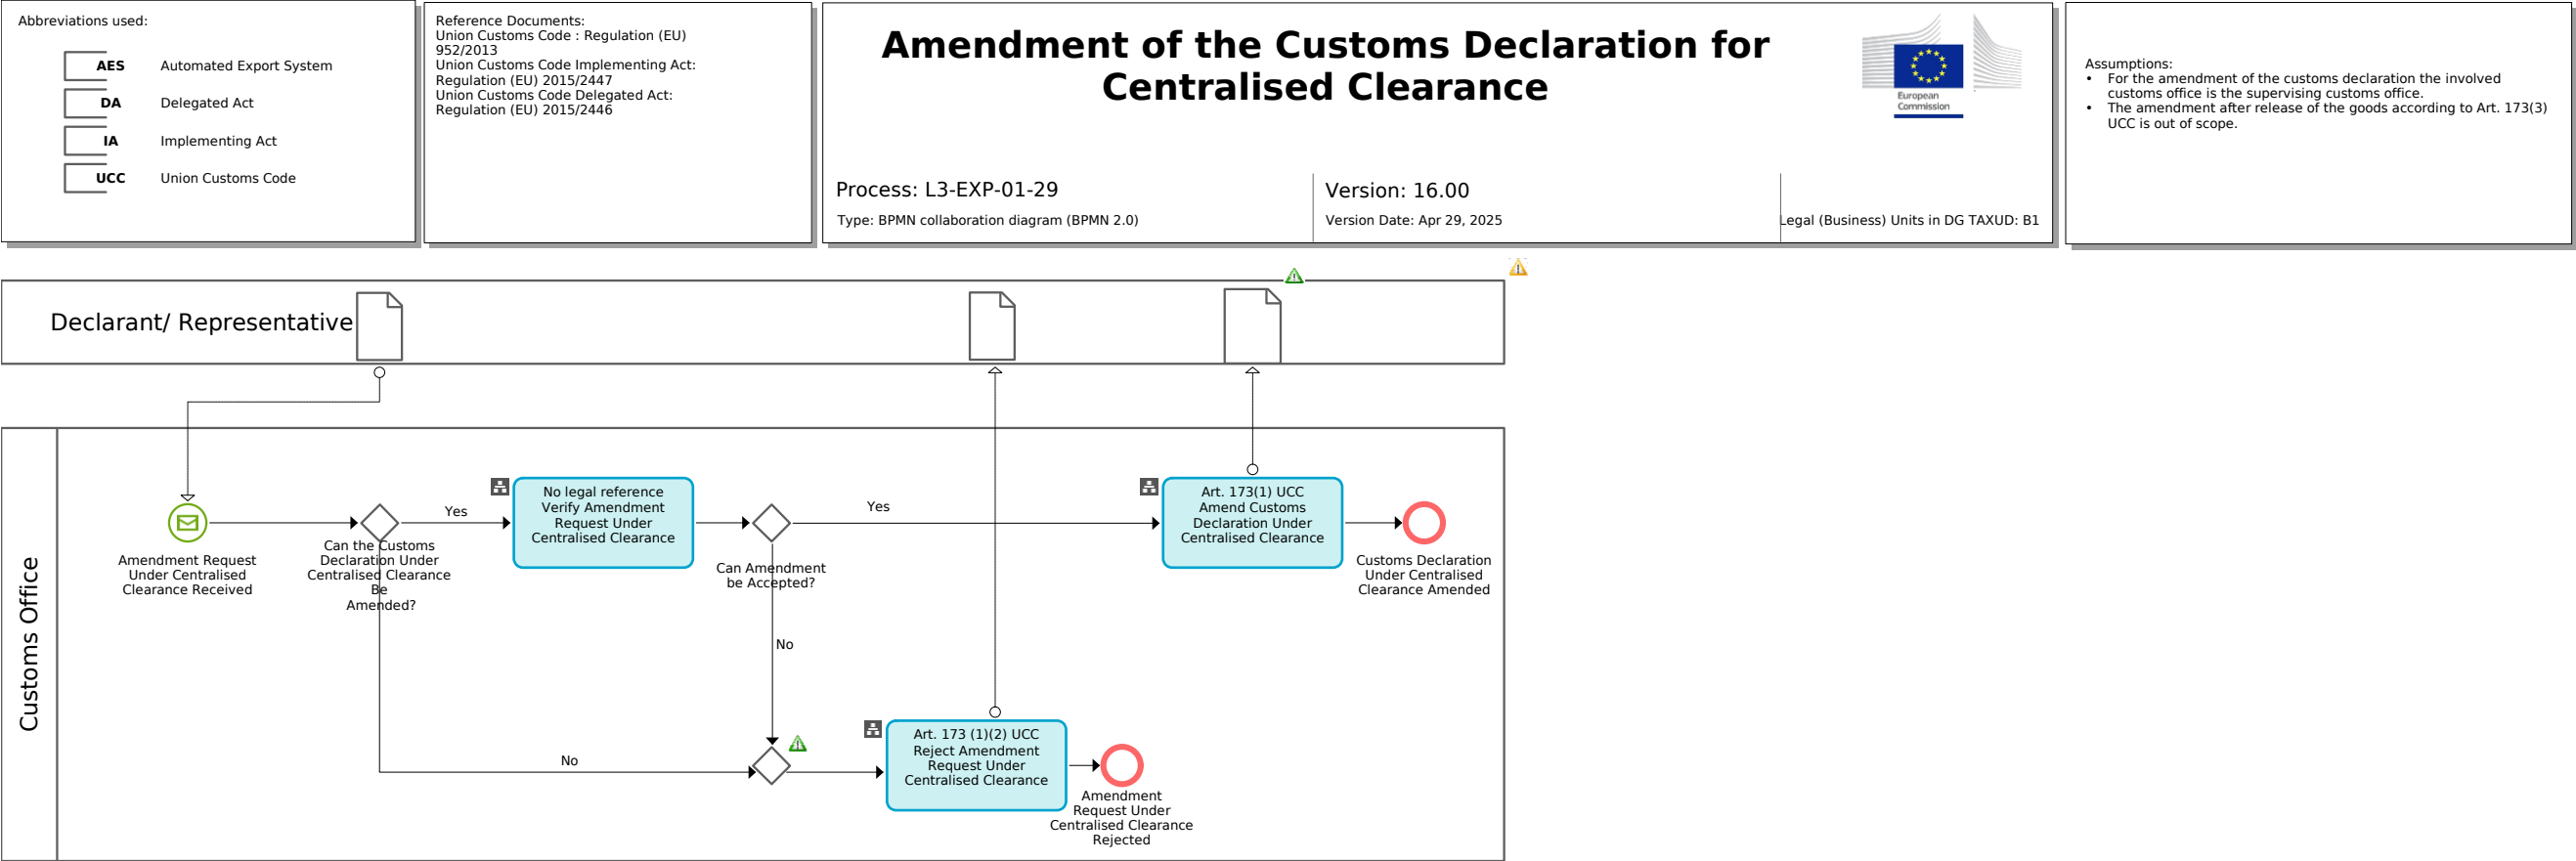 Abbreviations used:
AES Automated Export System
DA Delegated Act
IA Implementing Act
UCC Union Customs Code
Reference Documents:
Union Customs Code : Regulation (EU)
952/2013
Union Customs Code Implementing Act:
Regulation (EU) 2015/2447
Union Customs Code Delegated Act:
Regulation (EU) 2015/2446
Amendment of the Customs Declaration for
Centralised Clearance
European
Commission
Process: L3-EXP-01-29
Version: 16.00
Type: BPMN collaboration diagram (BPMN 2.0)
Version Date: Apr 29, 2025
Legal (Business) Units in DG TAXUD: B1
Assumptions:
• For the amendment of the customs declaration the involved
customs office is the supervising customs office.
• The amendment after release of the goods according to Art. 173(3)
UCC is out of scope.
Declarant/ Representative
Customs Office
Amendment Request
Under Centralised
Clearance Received
Can the Customs
Declaration Under
Centralised Clearance
Be
Amended?
Yes
No legal reference
Verify Amendment
Request Under
Centralised Clearance
Can Amendment
be Accepted?
Yes
Art. 173(1) UCC
Amend Customs
Declaration Under
Centralised Clearance
Customs Declaration
Under Centralised
Clearance Amended
No
No
Art. 173 (1)(2) UCC
Reject Amendment
Request Under
Centralised Clearance
Amendment
Request Under
Centralised Clearance
Rejected